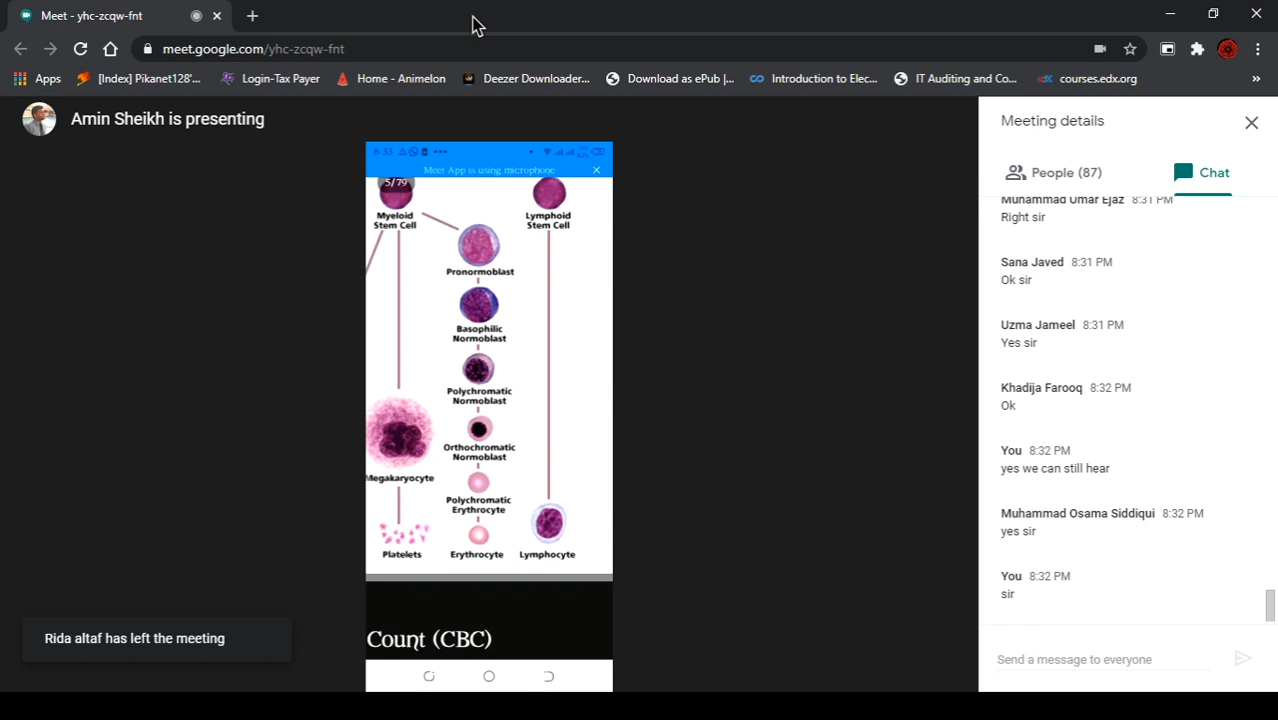 Meet - yhc-zcqw-fnt
meet.google.com/yhc-zcqw-fnt
Apps
[Index] Pikanet128'...
Login-Tax Payer
Home - Animelon
Deezer Downloader...
Download as ePub |...
Introduction to Elec...
IT Auditing and Co...
courses.edx.org
»
Amin Sheikh is presenting
8:33
Meet App is using microphone
5/79
Myeloid
Stem Cell
Lymphoid
Stem Cell
Pronormoblast
Basophilic
Normoblast
Polychromatic
Normoblast
Orthochromatic
Normoblast
Megakaryocyte
Polychromatic
Erythrocyte
Platelets
Erythrocyte
Lymphocyte
Count (CBC)
Rida altaf has left the meeting
Meeting details
People (87)
Chat
Muhammad Umar Ejaz 8:31 PM
Right sir
Sana Javed 8:31 PM
Ok sir
Uzma Jameel 8:31 PM
Yes sir
Khadija Farooq 8:32 PM
Ok
You 8:32 PM
yes we can still hear
Muhammad Osama Siddiqui 8:32 PM
yes sir
You 8:32 PM
sir
Send a message to everyone